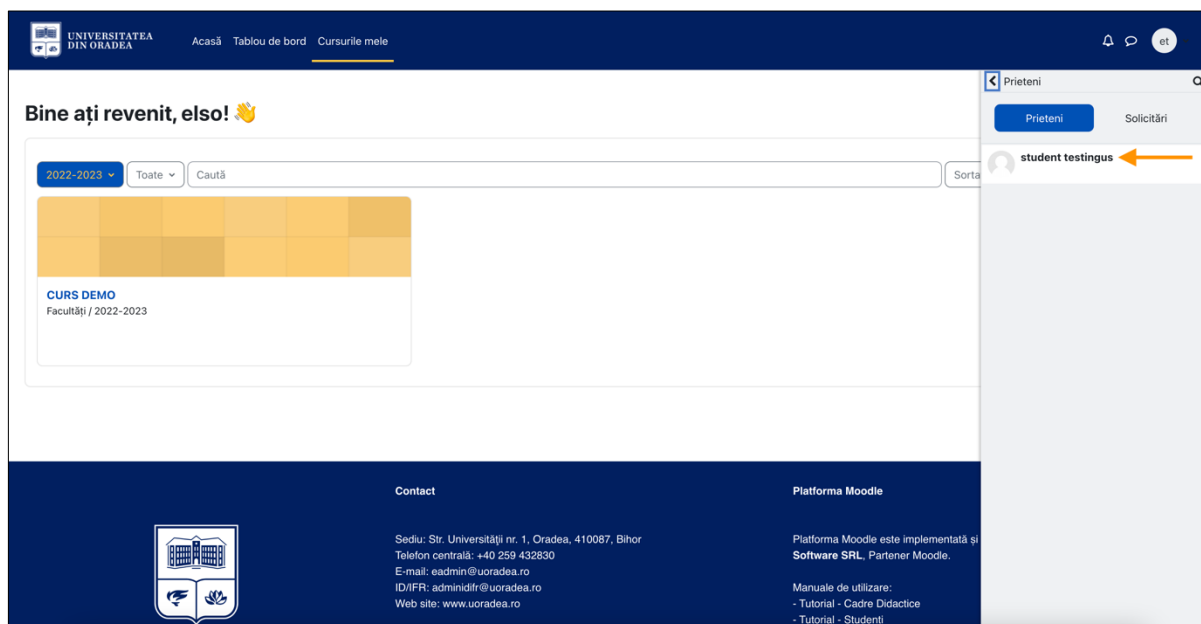 UNIVERSITATEA
DIN ORADEA
Acasă Tablou de bord Cursurile mele
et
Prieteni
Prieteni Solicitări
student testingus
Bine ați revenit, elso! 👋
2022-2023 Toate Caută
CURS DEMO
Facultăți / 2022-2023
Contact
Sediu: Str. Universității nr. 1, Oradea, 410087, Bihor
Telefon centrală: +40 259 432830
E-mail: eadmin@uoradea.ro
ID/IFR: adminidifr@uoradea.ro
Web site: www.uoradea.ro
Platforma Moodle
Platforma Moodle este implementată și
Software SRL, Partener Moodle.
Manuale de utilizare:
- Tutorial - Cadre Didactice
- Tutorial - Studenți